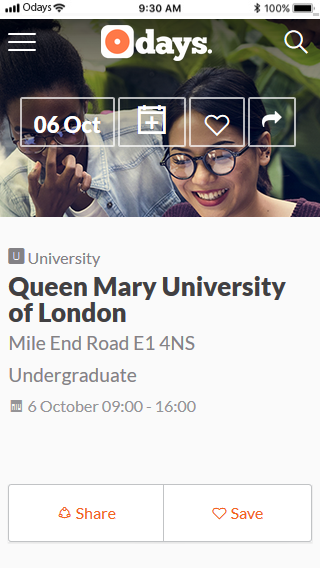 Odays 9:30 AM 100%
Odays.
06 Oct
U University
Queen Mary University
of London
Mile End Road E1 4NS
Undergraduate
6 October 09:00 - 16:00
Share Save